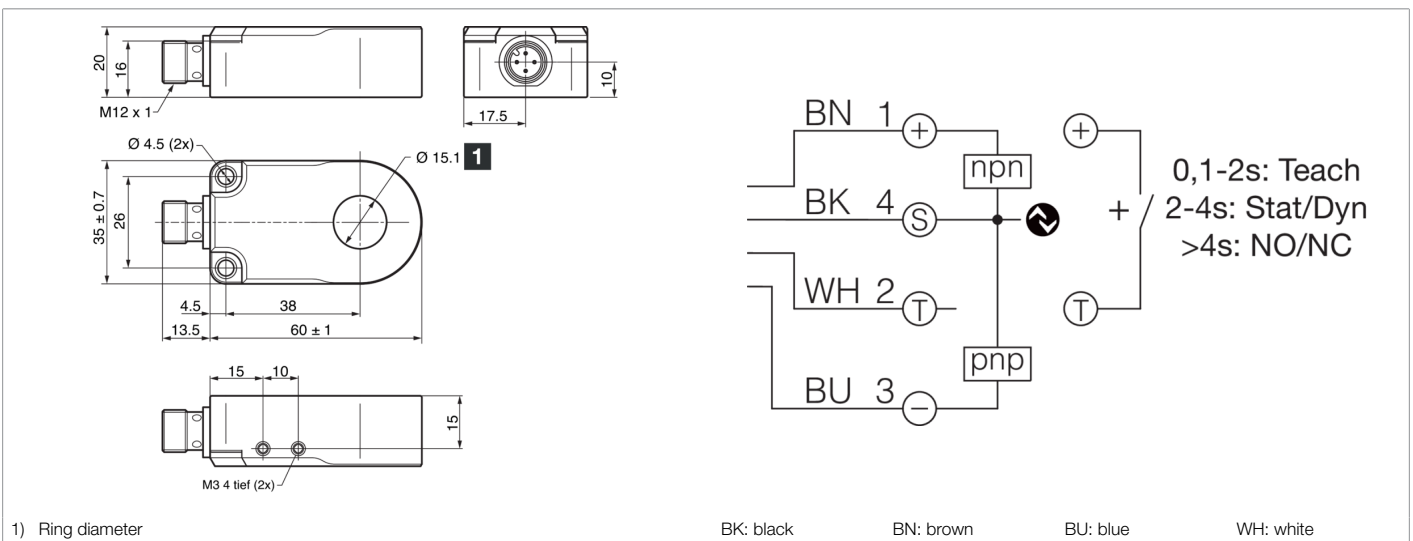 20
16
M12 x 1
17.5
10
Ø 4.5 (2x)
Ø 15.1 1
35 ± 0.7
26
4.5
38
13.5
60 ± 1
15
10
15
M3 4 tief (2x)
BN 1 +
npn
BK 4 S
WH 2 T
pnp
BU 3 −
+
+
T
0,1-2s: Teach
2-4s: Stat/Dyn
>4s: NO/NC
1) Ring diameter
BK: black BN: brown BU: blue WH: white